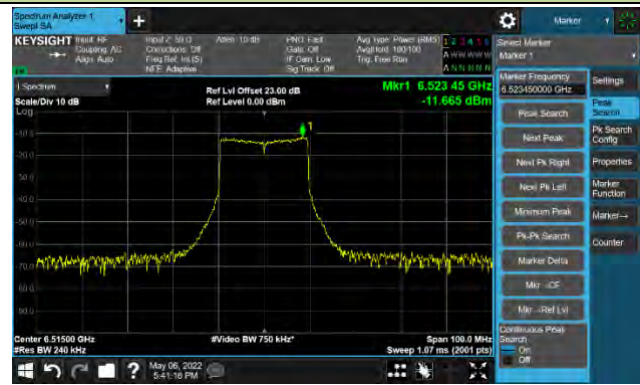 Spectrum Analyzer 1
Swept SA
+
Marker
KEYSIGHT Input: RF
Coupling: AC
Align: Auto
Input Z: 50 Ω
Corrections: Off
Freq Ref: Int (S)
NFE: Adaptive
Atten: 10 dB
PNO: Fast
Gate: Off
IF Gain: Low
Sig Track: Off
Avg Type: Power (RMS)
Avg|Hold: 100/100
Trig: Free Run
1 2 3 4 5 6
A W W W W W
A N N N N N
Select Marker
Marker 1
1 Spectrum
Scale/Div 10 dB
Log
Ref Lvl Offset 23.00 dB
Ref Level 0.00 dBm
Mkr1 6.523 45 GHz
-11.665 dBm
1
-10.0
-20.0
-30.0
-40.0
-50.0
-60.0
-70.0
-80.0
-90.0
Center 6.51500 GHz
#Res BW 240 kHz
#Video BW 750 kHz*
Span 100.0 MHz
Sweep 1.07 ms (2001 pts)
Marker Frequency
6.523450000 GHz
Peak Search
Next Peak
Next Pk Right
Next Pk Left
Minimum Peak
Pk-Pk Search
Marker Delta
Mkr→CF
Mkr→Ref Lvl
Continuous Peak
Search
On
Off
Settings
Peak
Search
Pk Search
Config
Properties
Marker
Function
Marker→
Counter
?
May 06, 2022
5:41:16 PM